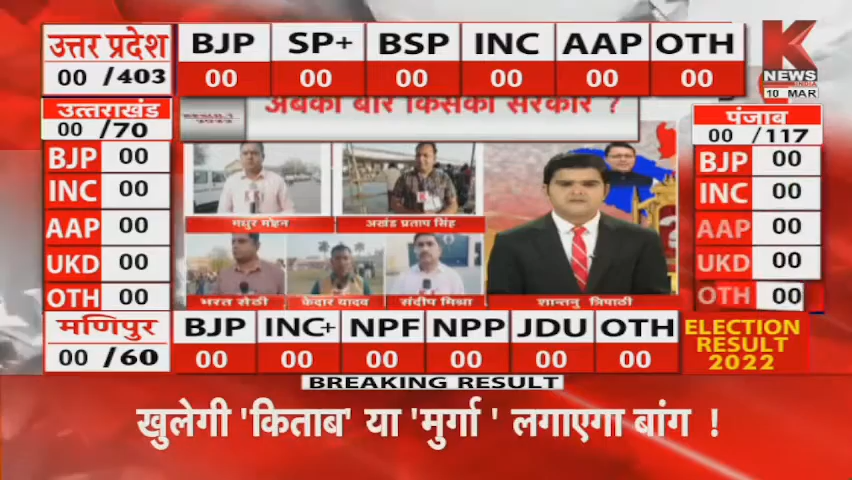 उत्तर प्रदेश
00 /403
BJP SP+ BSP INC AAP OTH
00 00 00 00 00 00
K
NEWS
INDIA
10 MAR
उत्तराखंड
00 /70
BJP 00
INC 00
AAP 00
UKD 00
OTH 00
अबकी बार किसकी सरकार ?
मधुर मोहन
अखंड प्रताप सिंह
भरत सेठी
केदार यादव
संदीप मिश्रा
शान्तनु त्रिपाठी
पंजाब
00 /117
BJP 00
INC 00
AAP 00
UKD 00
OTH 00
मणिपुर
00 /60
BJP INC+ NPF NPP JDU OTH
00 00 00 00 00 00
ELECTION
RESULT
2022
BREAKING RESULT
खुलेगी 'किताब' या 'मुर्गा ' लगाएगा बांग !